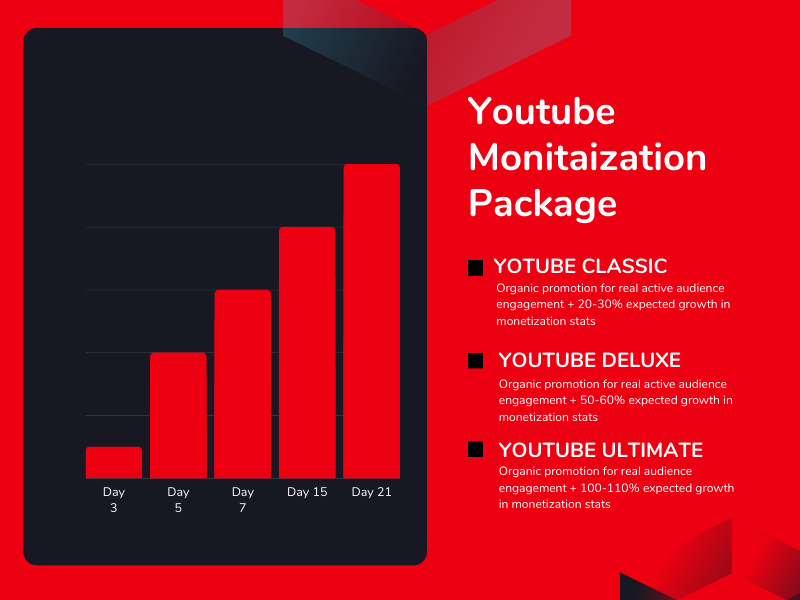 Youtube
Monitaization
Package
YOTUBE CLASSIC
Organic promotion for real active audience
engagement + 20-30% expected growth in
monetization stats
YOUTUBE DELUXE
Organic promotion for real active audience
engagement + 50-60% expected growth in
monetization stats
YOUTUBE ULTIMATE
Organic promotion for real audience
engagement + 100-110% expected growth
in monetization stats
Day
3
Day
5
Day
7
Day 15
Day 21